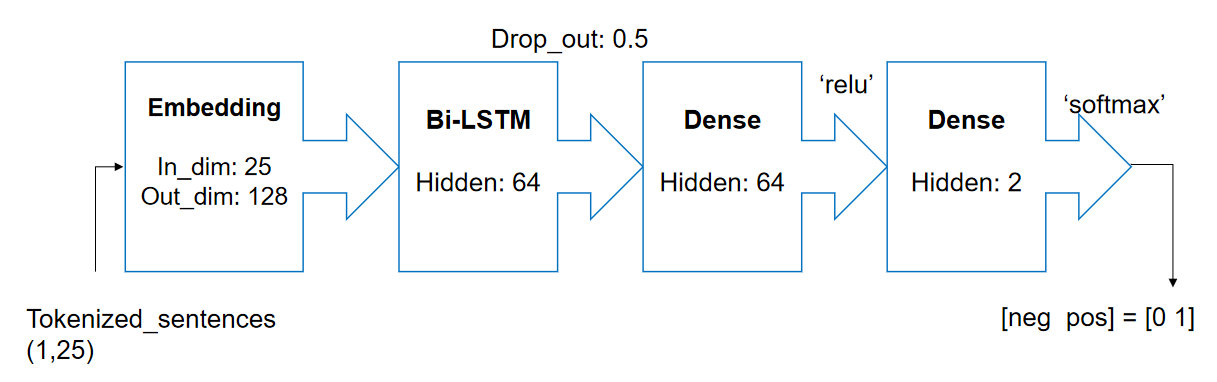 Drop_out: 0.5
Embedding
In_dim: 25
Out_dim: 128
Bi-LSTM
Hidden: 64
Dense
Hidden: 64
‘relu’
Dense
Hidden: 2
‘softmax’
Tokenized_sentences
(1,25)
[neg  pos] = [0 1]